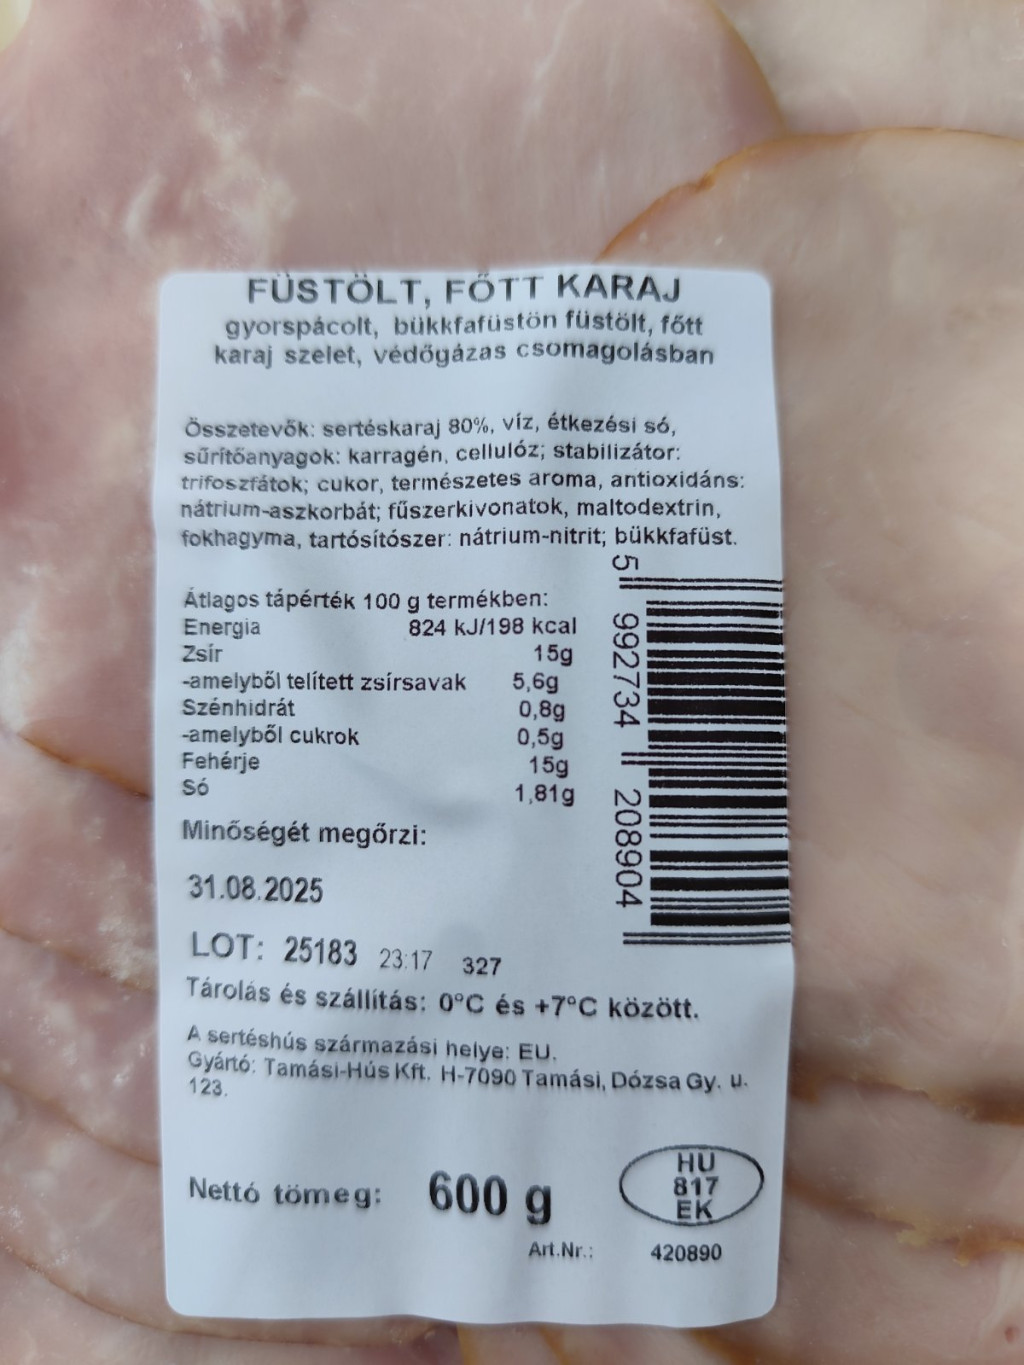 FÜSTÖLT, FŐTT KARAJ
gyorspácolt, bükkfafüstön füstölt, főtt
karaj szelet, védőgázas csomagolásban
Összetevők: sertéskaraj 80%, víz, étkezési só,
sűrítőanyagok: karragén, cellulóz; stabilizátor:
trifoszfátok; cukor, természetes aroma, antioxidáns:
nátrium-aszkorbát; fűszerkivonatok, maltodextrin,
fokhagyma, tartósítószer: nátrium-nitrit; bükkfafüst.
Átlagos tápérték 100 g termékben:
Energia 824 kJ/198 kcal
Zsír 15g
-amelyből telített zsírsavak 5,6g
Szénhidrát 0,8g
-amelyből cukrok 0,5g
Fehérje 15g
Só 1,81g
5 992734 208904
Minőségét megőrzi:
31.08.2025
LOT: 25183 23:17 327
Tárolás és szállítás: 0°C és +7°C között.
A sertéshús származási helye: EU.
Gyártó: Tamási-Hús Kft. H-7090 Tamási, Dózsa Gy. u.
123.
Nettó tömeg: 600 g
HU
817
EK
Art.Nr.: 420890